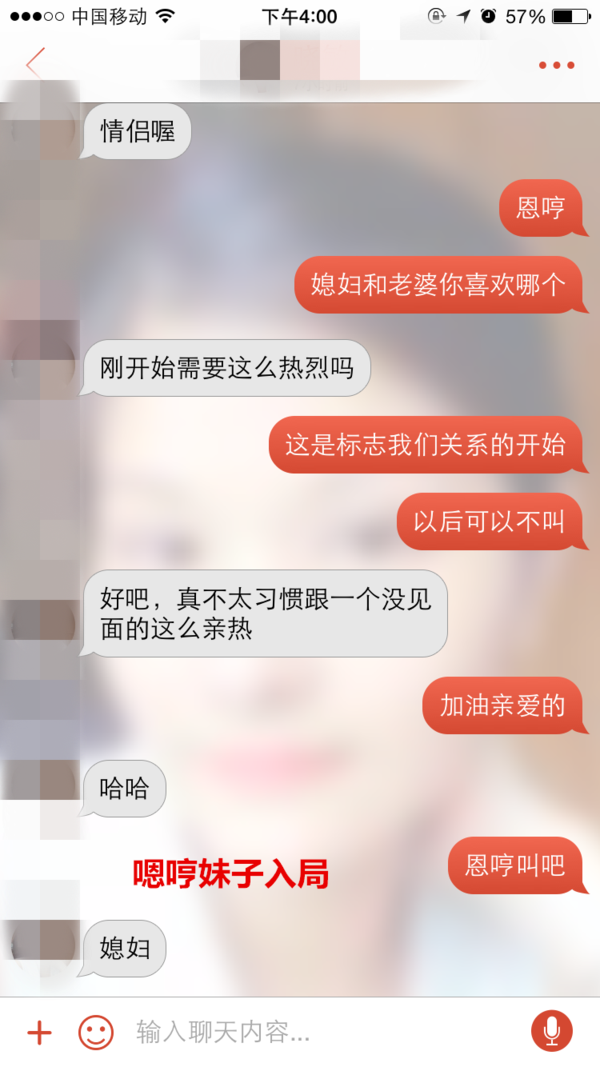 中国移动
下午4:00
57%
情侣喔
恩哼
媳妇和老婆你喜欢哪个
刚开始需要这么热烈吗
这是标志我们关系的开始
以后可以不叫
好吧，真不太习惯跟一个没见
面的这么亲热
加油亲爱的
哈哈
恩哼叫吧
嗯哼妹子入局
媳妇
输入聊天内容...